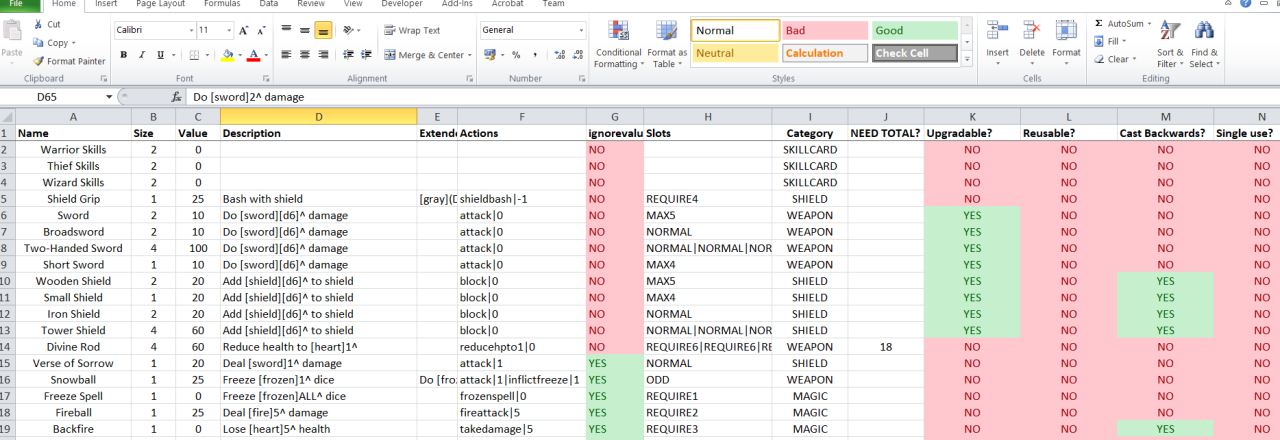 File Home Insert Page Layout Formulas Data Review View Developer Add-Ins Acrobat Team
Cut Calibri 11 A A Wrap Text General Normal Bad Good AutoSum
Paste Copy Conditional Formatting Format as Table Insert Delete Format Fill Sort & Filter Find & Select
Format Painter B I U A Merge & Center % , Neutral Calculation Check Cell Clear
Clipboard Font Alignment Number Styles Cells Editing
D65 fx Do [sword]2^ damage
A B C D E F G H I J K L M N
1 Name Size Value Description Extende Actions ignorevalu Slots Category NEED TOTAL? Upgradable? Reusable? Cast Backwards? Single use?
2 Warrior Skills 2 0 NO SKILLCARD NO NO NO NO
3 Thief Skills 2 0 NO SKILLCARD NO NO NO NO
4 Wizard Skills 2 0 NO SKILLCARD NO NO NO NO
5 Shield Grip 1 25 Bash with shield [gray](D shieldbash|-1 NO REQUIRE4 SHIELD NO NO NO NO
6 Sword 2 10 Do [sword][d6]^ damage attack|0 NO MAX5 WEAPON YES NO NO NO
7 Broadsword 2 10 Do [sword][d6]^ damage attack|0 NO NORMAL WEAPON YES NO NO NO
8 Two-Handed Sword 4 100 Do [sword][d6]^ damage attack|0 NO NORMAL|NORMAL|NOR WEAPON YES NO NO NO
9 Short Sword 1 10 Do [sword][d6]^ damage attack|0 NO MAX4 WEAPON YES NO NO NO
10 Wooden Shield 2 20 Add [shield][d6]^ to shield block|0 NO MAX5 SHIELD YES NO YES NO
11 Small Shield 1 20 Add [shield][d6]^ to shield block|0 NO MAX4 SHIELD YES NO YES NO
12 Iron Shield 2 20 Add [shield][d6]^ to shield block|0 NO NORMAL SHIELD YES NO YES NO
13 Tower Shield 4 60 Add [shield][d6]^ to shield block|0 NO NORMAL|NORMAL|NOR SHIELD YES NO YES NO
14 Divine Rod 4 60 Reduce health to [heart]1^ reducehpto1|0 NO REQUIRE6|REQUIRE6|RE WEAPON 18 NO NO NO NO
15 Verse of Sorrow 1 20 Deal [sword]1^ damage attack|1 YES NORMAL SHIELD NO NO NO NO
16 Snowball 1 25 Freeze [frozen]1^ dice Do [fro attack|1|inflictfreeze|1 YES ODD WEAPON NO NO NO NO
17 Freeze Spell 1 0 Freeze [frozen]ALL^ dice frozenspell|0 YES REQUIRE1 MAGIC NO NO NO NO
18 Fireball 1 25 Deal [fire]5^ damage fireattack|5 YES REQUIRE2 MAGIC NO NO NO NO
19 Backfire 1 0 Lose [heart]5^ health takedamage|5 YES REQUIRE3 MAGIC NO NO YES NO